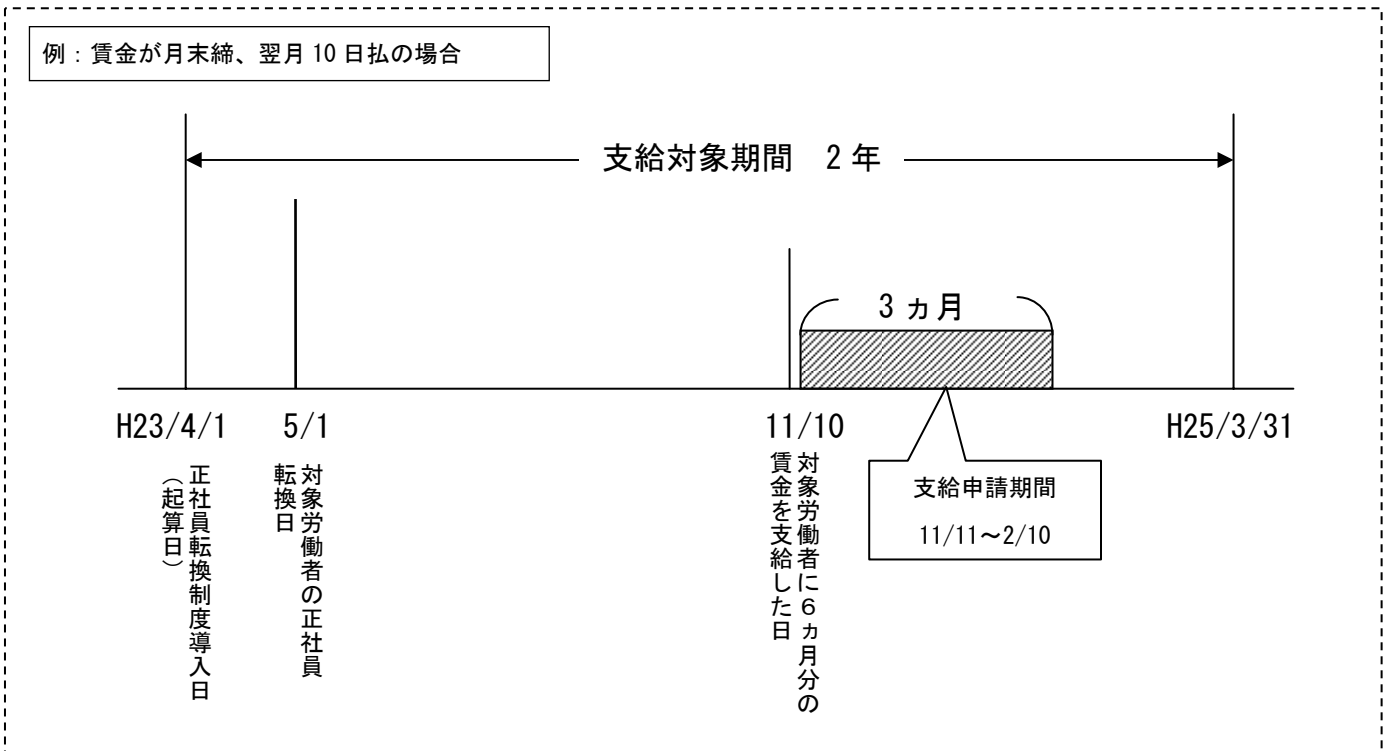 例：賃金が月末締、翌月10日払の場合
支給対象期間　2年
3ヵ月
H23/4/1
5/1
11/10
H25/3/31
正社員転換制度導入日
（起算日）
対象労働者の正社員
転換日
対象労働者に６ヵ月分の
賃金を支給した日
支給申請期間
11/11～2/10